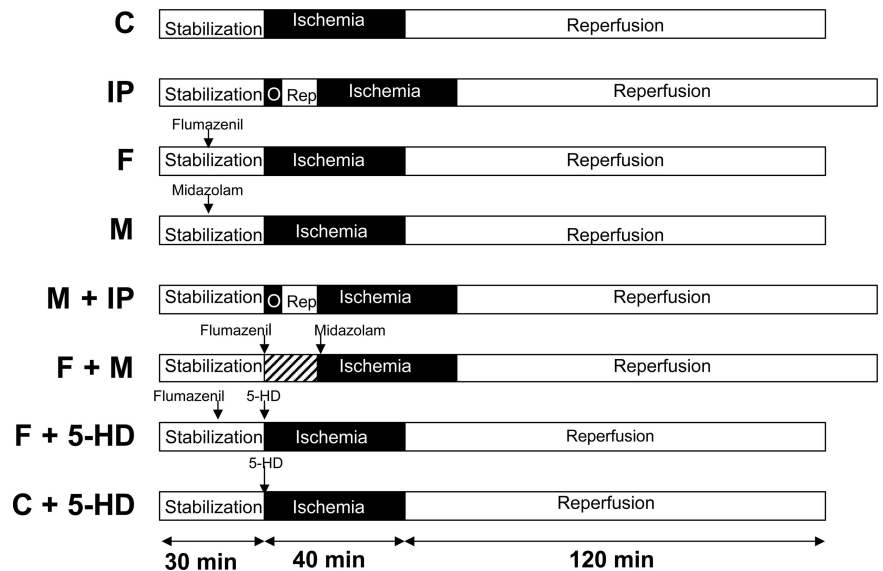 C Stabilization Ischemia Reperfusion
IP Stabilization O Rep Ischemia Reperfusion
Flumazenil
F Stabilization Ischemia Reperfusion
Midazolam
M Stabilization Ischemia Reperfusion
M + IP Stabilization O Rep Ischemia Reperfusion
Flumazenil Midazolam
F + M Stabilization Ischemia Reperfusion
Flumazenil 5-HD
F + 5-HD Stabilization Ischemia Reperfusion
5-HD
C + 5-HD Stabilization Ischemia Reperfusion
30 min 40 min 120 min